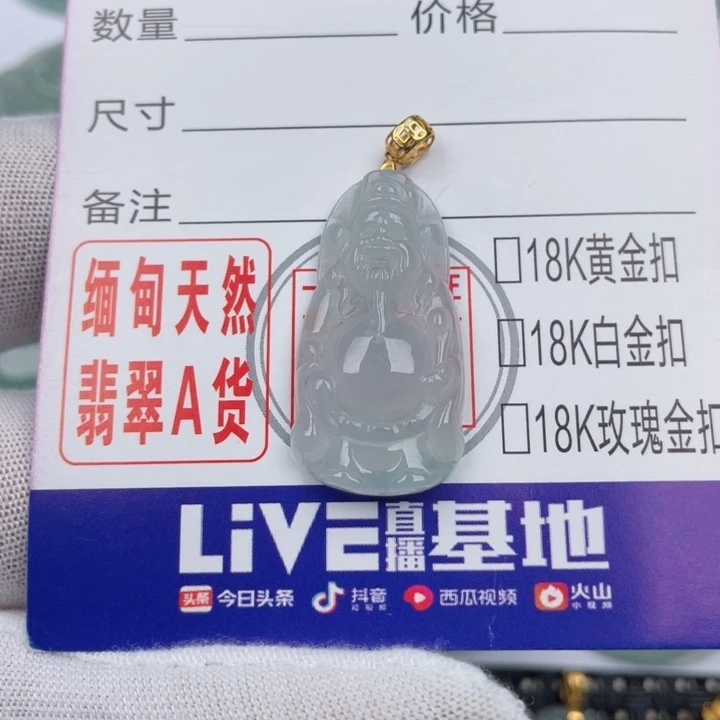 数量 价格
尺寸
备注
缅甸天然
翡翠A货
18K黄金扣
18K白金扣
18K玫瑰金扣
LiVE直播基地
头条 今日头条 抖音 西瓜视频 火山
小视频